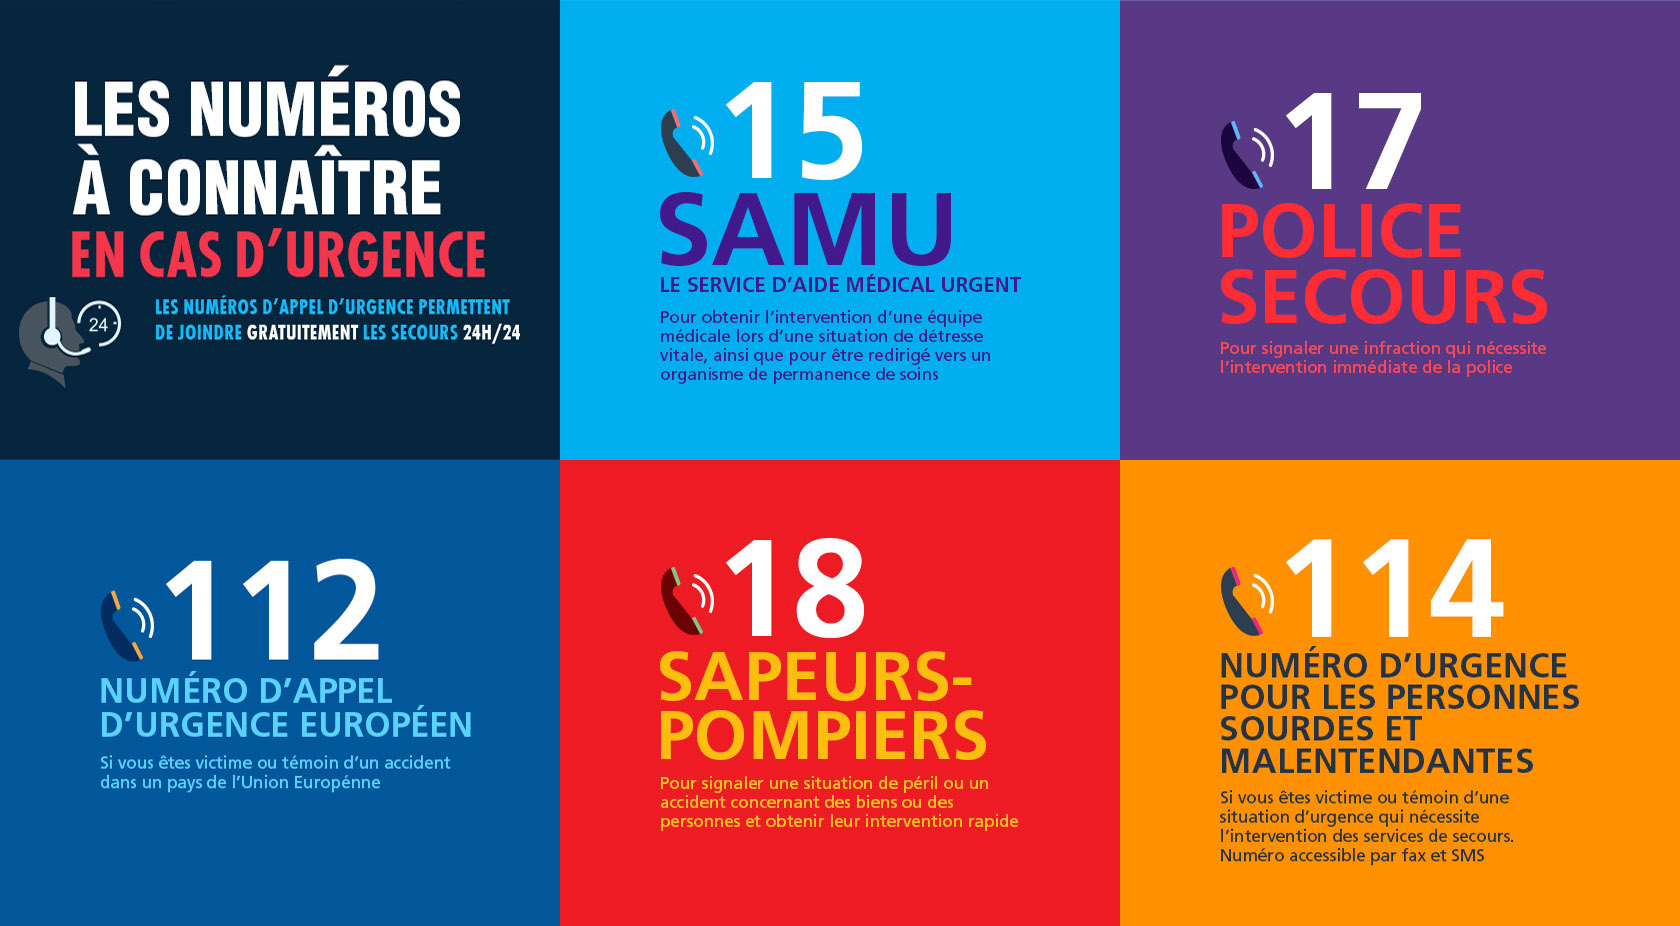 LES NUMÉROS
À CONNAÎTRE
EN CAS D'URGENCE
24
LES NUMÉROS D'APPEL D'URGENCE PERMETTENT
DE JOINDRE GRATUITEMENT LES SECOURS 24H/24
15
SAMU
LE SERVICE D'AIDE MÉDICAL URGENT
Pour obtenir l'intervention d'une équipe
médicale lors d'une situation de détresse
vitale, ainsi que pour être redirigé vers un
organisme de permanence de soins
17
POLICE
SECOURS
Pour signaler une infraction qui nécessite
l'intervention immédiate de la police
112
NUMÉRO D'APPEL
D'URGENCE EUROPÉEN
Si vous êtes victime ou témoin d'un accident
dans un pays de l'Union Europénne
18
SAPEURS-
POMPIERS
Pour signaler une situation de péril ou un
accident concernant des biens ou des
personnes et obtenir leur intervention rapide
114
NUMÉRO D'URGENCE
POUR LES PERSONNES
SOURDES ET
MALENTENDANTES
Si vous êtes victime ou témoin d'une
situation d'urgence qui nécessite
l'intervention des services de secours.
Numéro accessible par fax et SMS